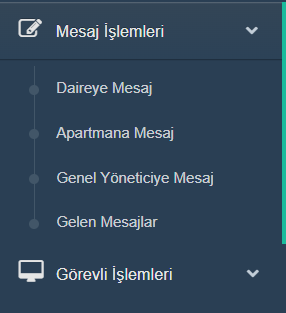 Mesaj İşlemleri
Daireye Mesaj
Apartmana Mesaj
Genel Yöneticiye Mesaj
Gelen Mesajlar
Görevli İşlemleri